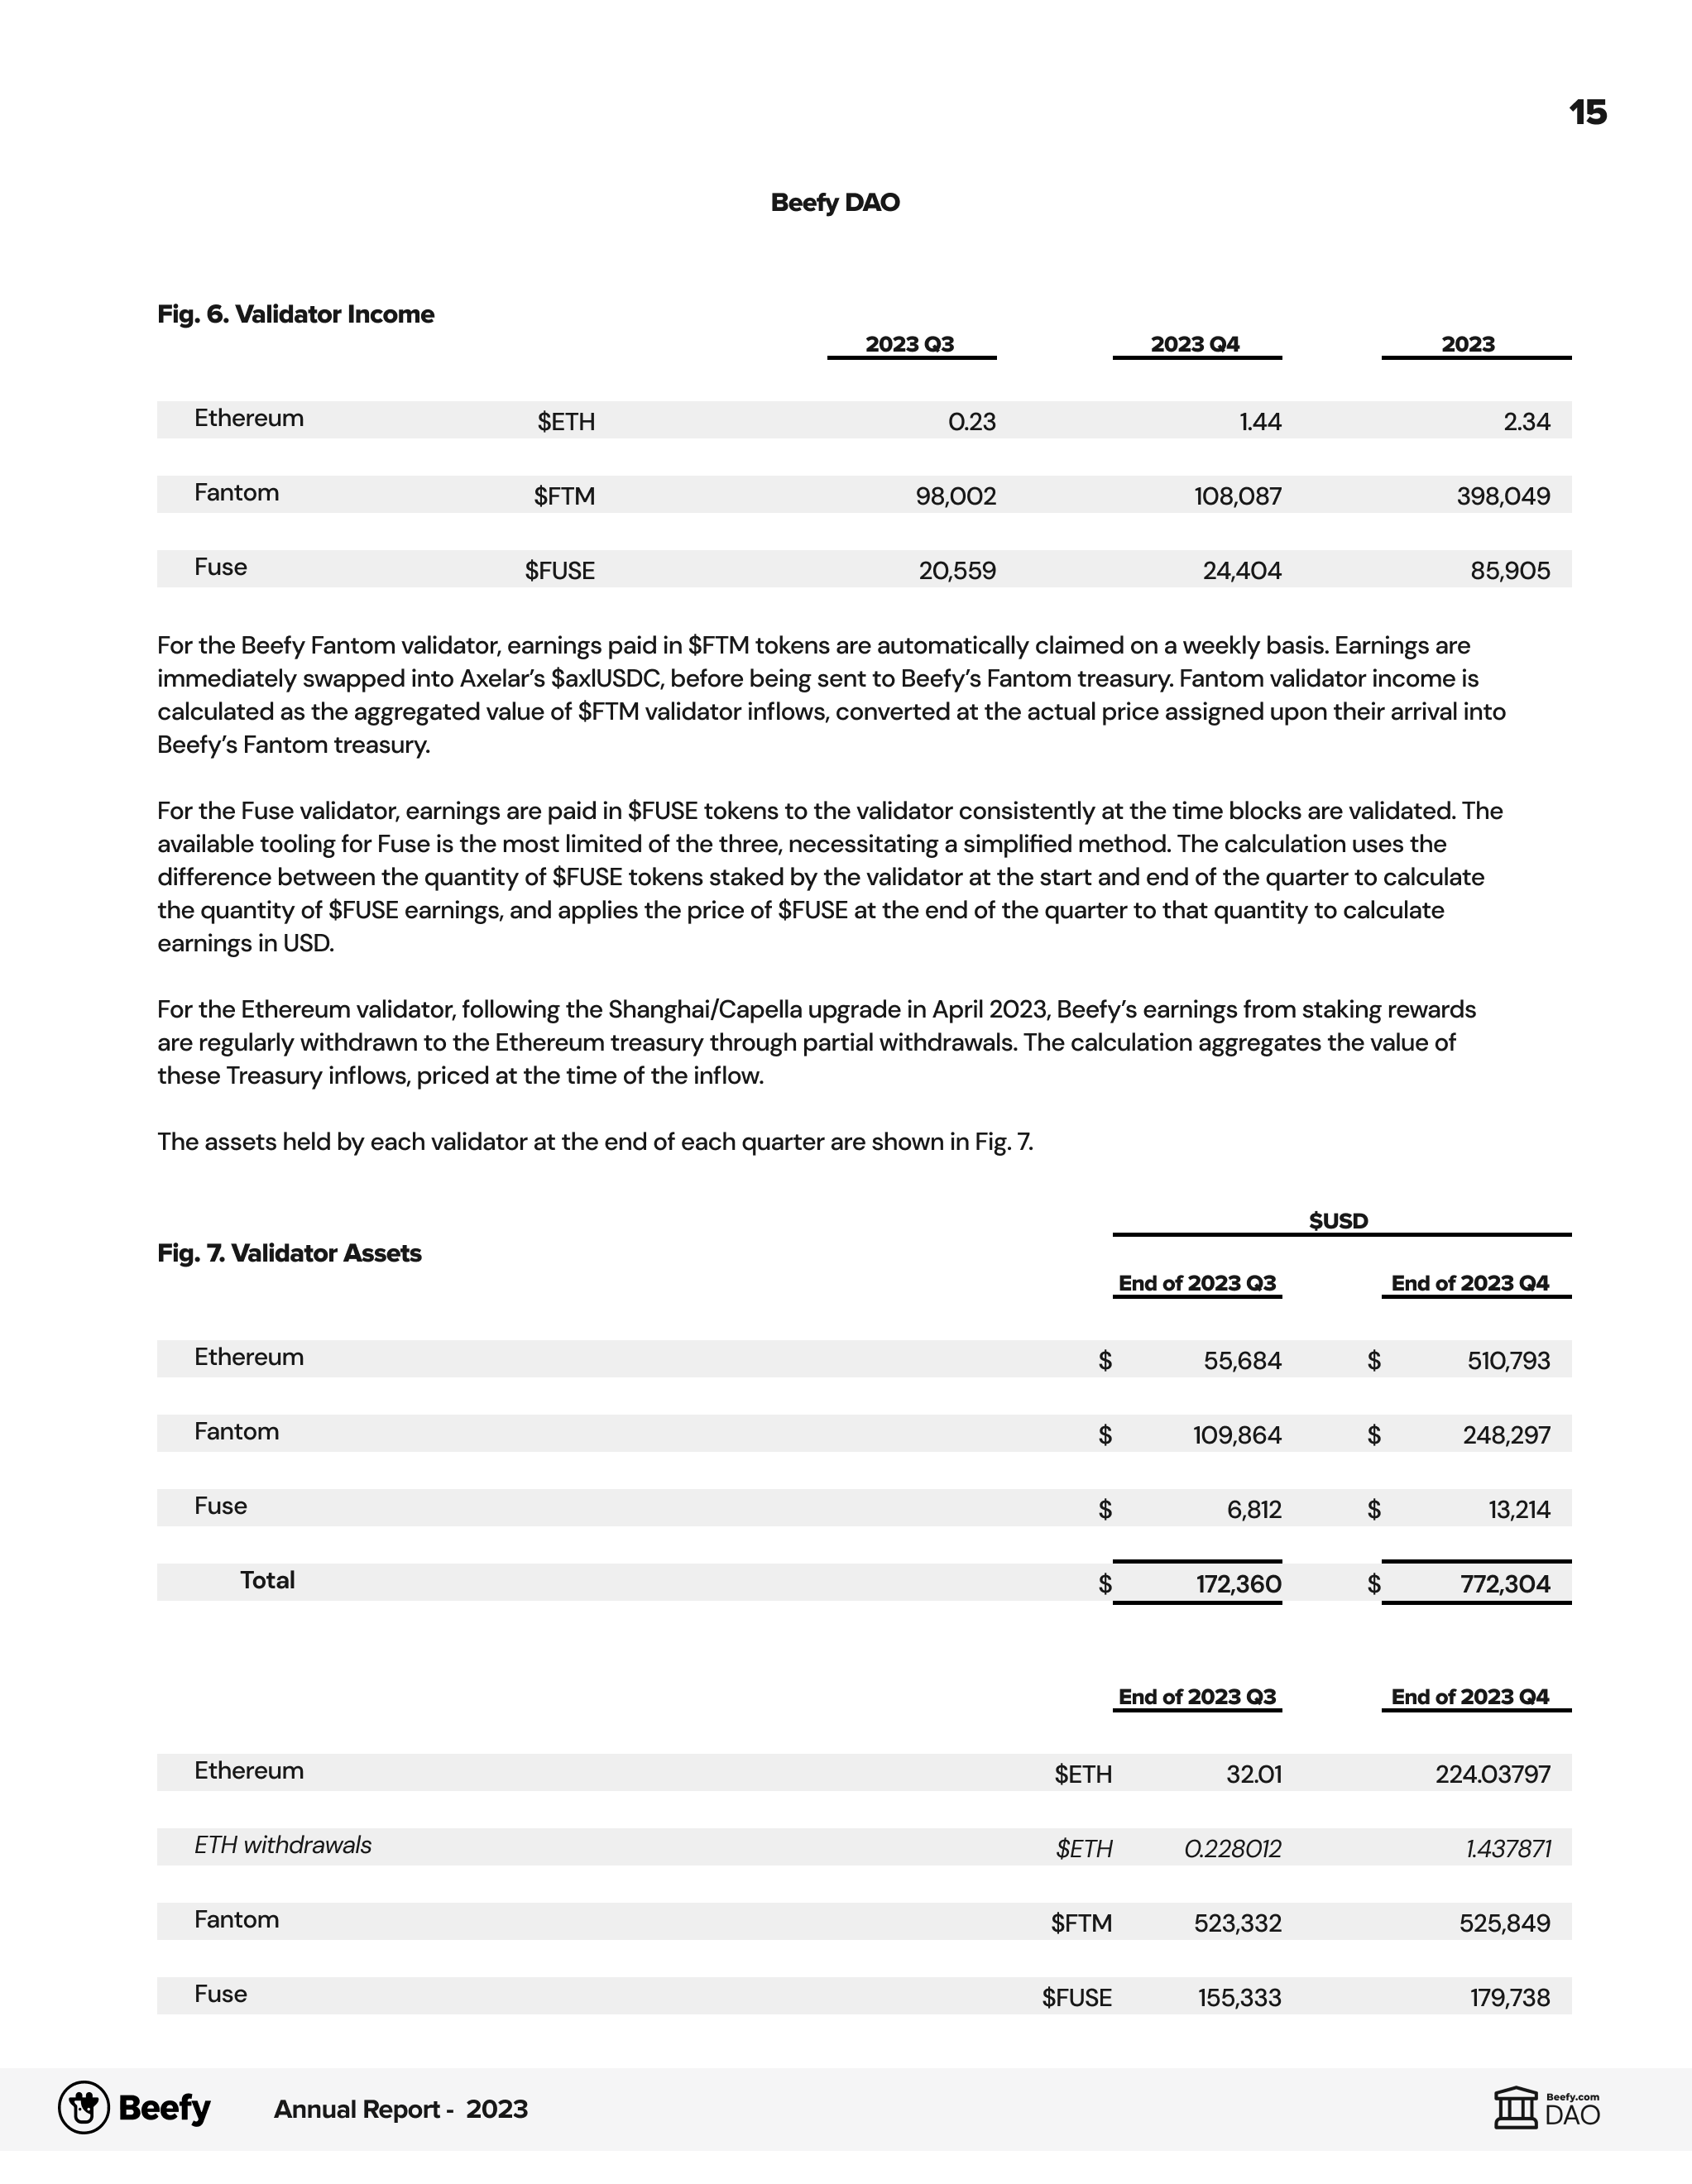 15
Beefy DAO
Fig. 6. Validator Income
2023 Q3 2023 Q4 2023
Ethereum $ETH 0.23 1.44 2.34
Fantom $FTM 98,002 108,087 398,049
Fuse $FUSE 20,559 24,404 85,905
For the Beefy Fantom validator, earnings paid in $FTM tokens are automatically claimed on a weekly basis. Earnings are
immediately swapped into Axelar’s $axlUSDC, before being sent to Beefy’s Fantom treasury. Fantom validator income is
calculated as the aggregated value of $FTM validator inflows, converted at the actual price assigned upon their arrival into
Beefy’s Fantom treasury.
For the Fuse validator, earnings are paid in $FUSE tokens to the validator consistently at the time blocks are validated. The
available tooling for Fuse is the most limited of the three, necessitating a simplified method. The calculation uses the
difference between the quantity of $FUSE tokens staked by the validator at the start and end of the quarter to calculate
the quantity of $FUSE earnings, and applies the price of $FUSE at the end of the quarter to that quantity to calculate
earnings in USD.
For the Ethereum validator, following the Shanghai/Capella upgrade in April 2023, Beefy’s earnings from staking rewards
are regularly withdrawn to the Ethereum treasury through partial withdrawals. The calculation aggregates the value of
these Treasury inflows, priced at the time of the inflow.
The assets held by each validator at the end of each quarter are shown in Fig. 7.
$USD
Fig. 7. Validator Assets
End of 2023 Q3 End of 2023 Q4
Ethereum $ 55,684 $ 510,793
Fantom $ 109,864 $ 248,297
Fuse $ 6,812 $ 13,214
Total $ 172,360 $ 772,304
End of 2023 Q3 End of 2023 Q4
Ethereum $ETH 32.01 224.03797
ETH withdrawals $ETH 0.228012 1.437871
Fantom $FTM 523,332 525,849
Fuse $FUSE 155,333 179,738
Beefy Annual Report - 2023
Beefy.com
DAO